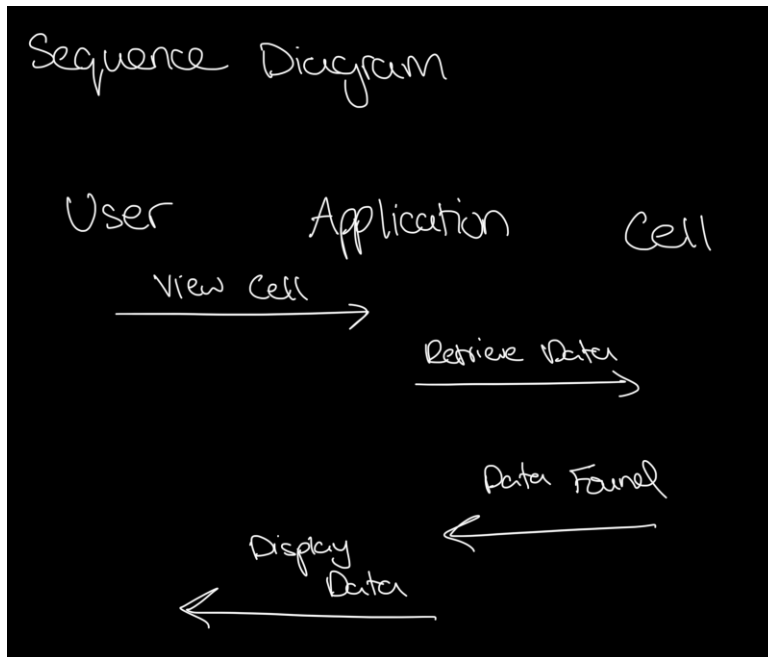 Sequence Diagram
User Application Cell
View Cell
Retrieve Data
Data Found
Display
Data